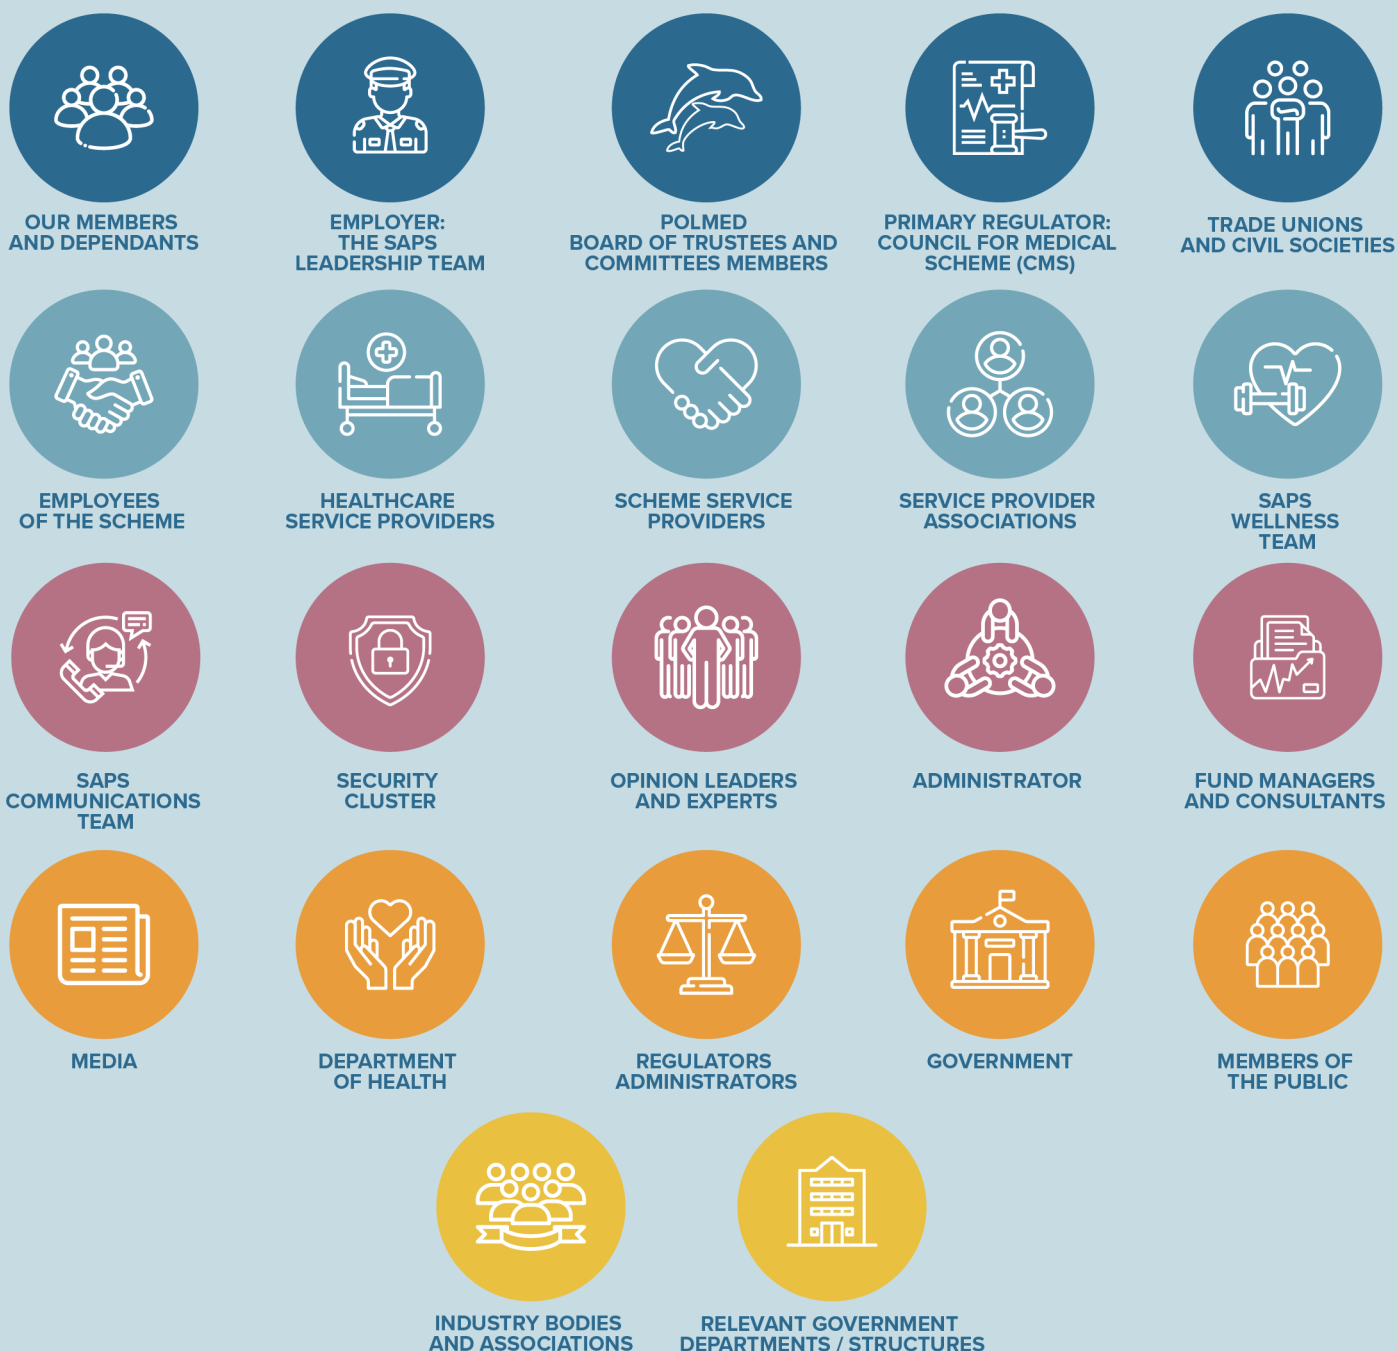 OUR MEMBERS
AND DEPENDANTS
EMPLOYER:
THE SAPS
LEADERSHIP TEAM
POLMED
BOARD OF TRUSTEES AND
COMMITTEES MEMBERS
PRIMARY REGULATOR:
COUNCIL FOR MEDICAL
SCHEME (CMS)
TRADE UNIONS
AND CIVIL SOCIETIES
EMPLOYEES
OF THE SCHEME
HEALTHCARE
SERVICE PROVIDERS
SCHEME SERVICE
PROVIDERS
SERVICE PROVIDER
ASSOCIATIONS
SAPS
WELLNESS
TEAM
SAPS
COMMUNICATIONS
TEAM
SECURITY
CLUSTER
OPINION LEADERS
AND EXPERTS
ADMINISTRATOR
FUND MANAGERS
AND CONSULTANTS
MEDIA
DEPARTMENT
OF HEALTH
REGULATORS
ADMINISTRATORS
GOVERNMENT
MEMBERS OF
THE PUBLIC
INDUSTRY BODIES
AND ASSOCIATIONS
RELEVANT GOVERNMENT
DEPARTMENTS / STRUCTURES